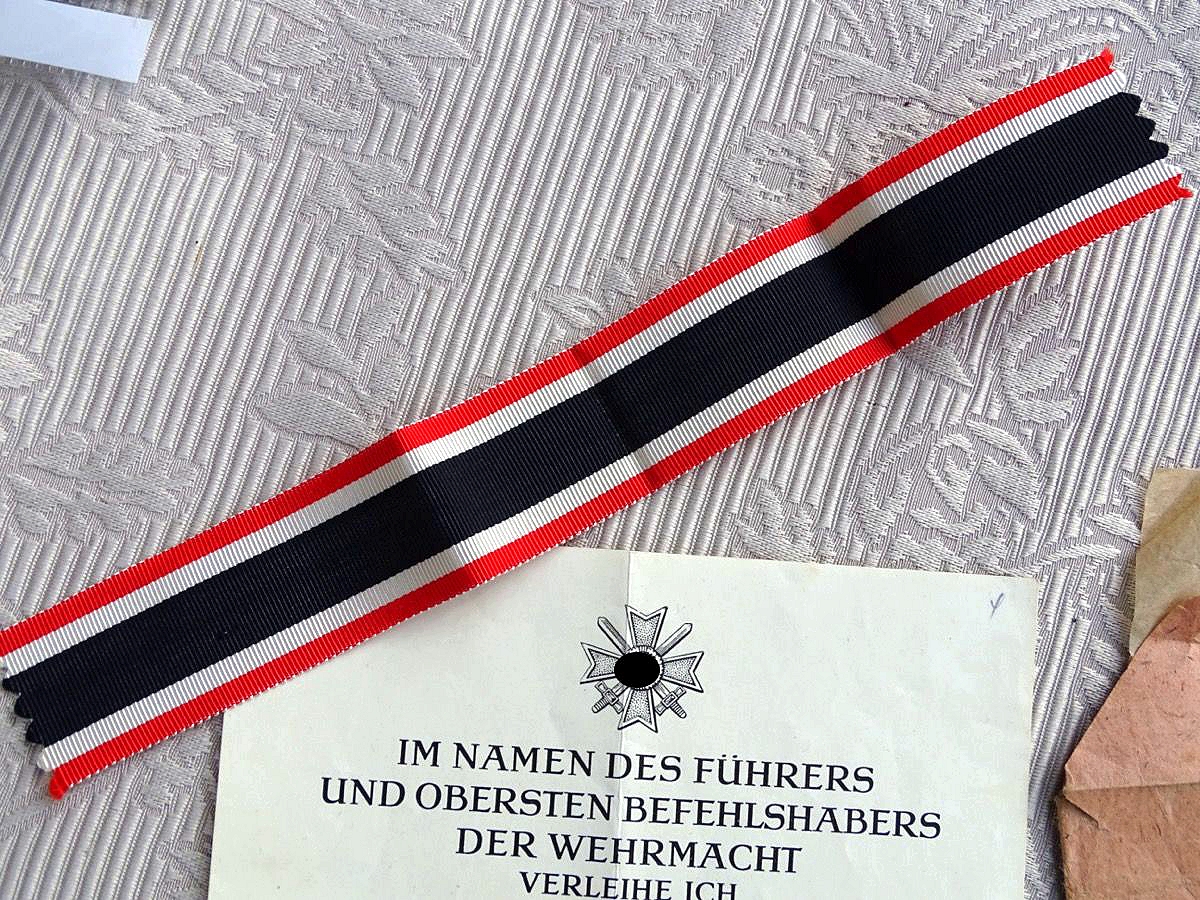 IM NAMEN DES FÜHRERS
UND OBERSTEN BEFEHLSHABERS
DER WEHRMACHT
VERLEIHE ICH